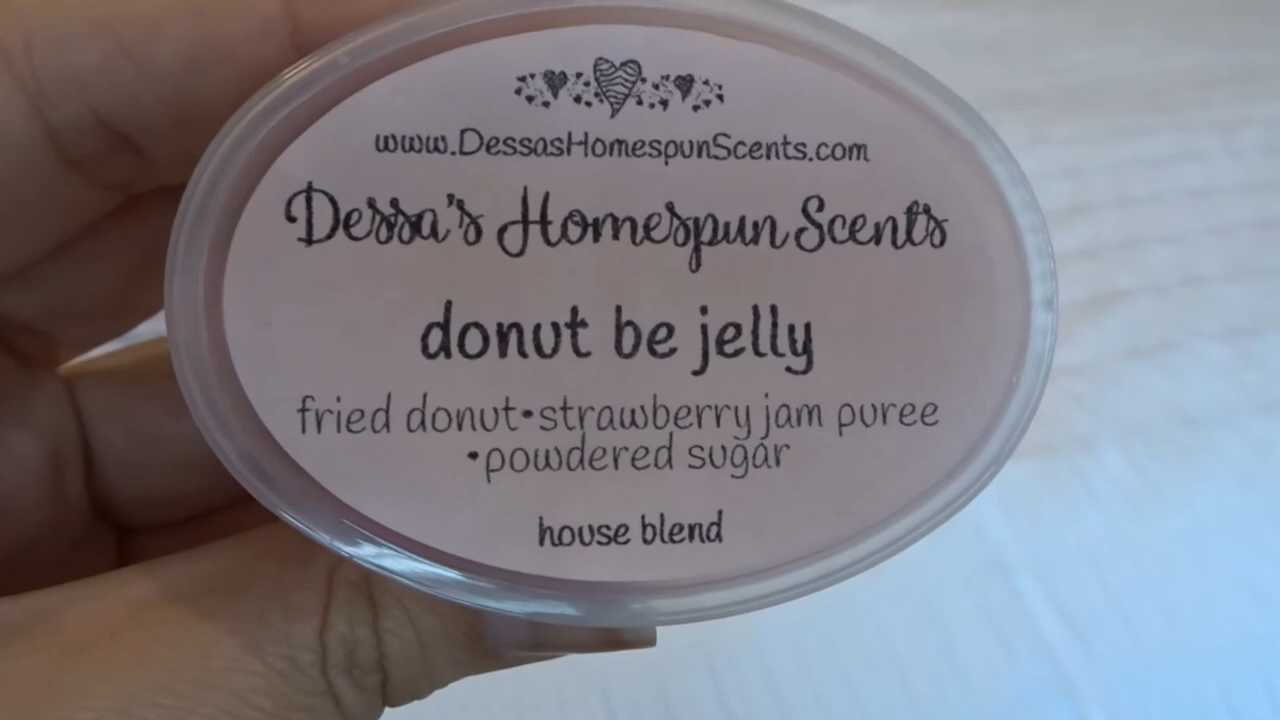 www.DessasHomespunScents.com
Dessa's Homespun Scents
donut be jelly
fried donut•strawberry jam puree
•powdered sugar
house blend